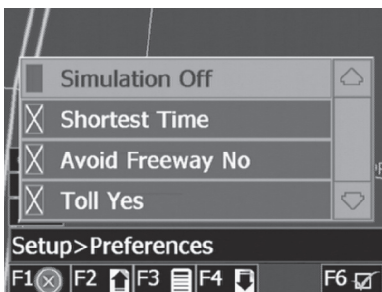 Simulation Off
Shortest Time
Avoid Freeway No
Toll Yes
Setup>Preferences
F1 F2 F3 F4 F6